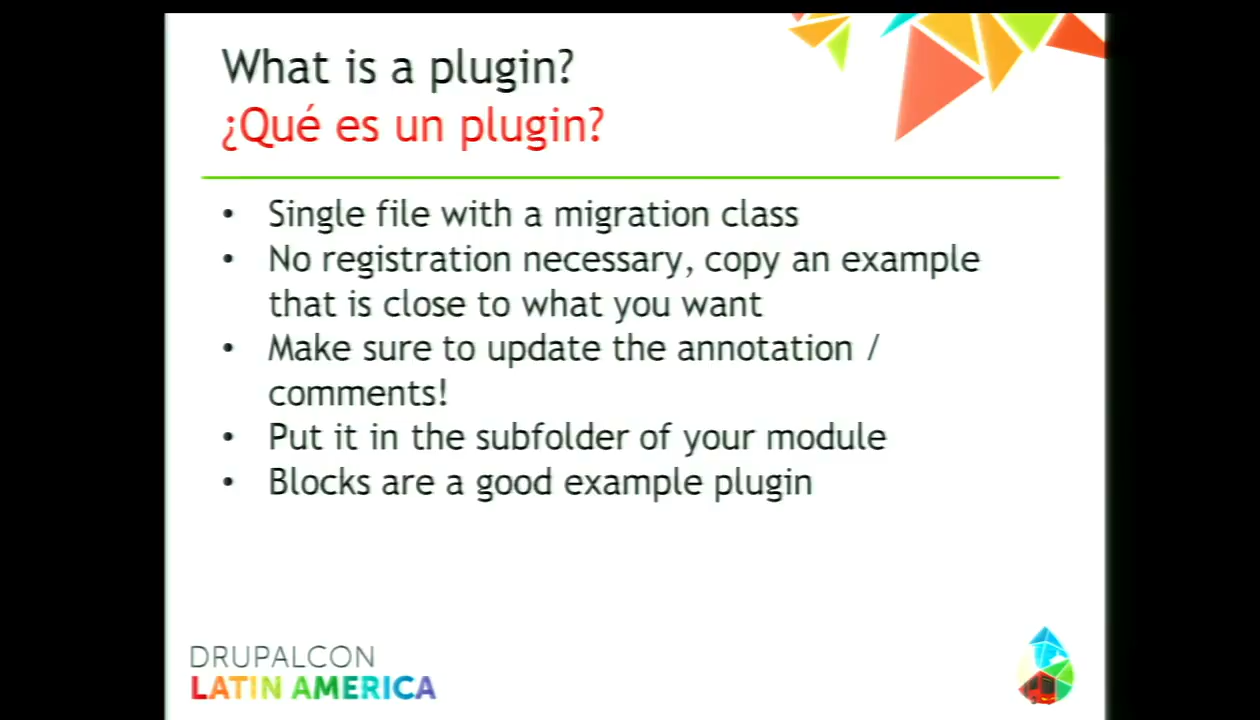 What is a plugin?
¿Qué es un plugin?
• Single file with a migration class
• No registration necessary, copy an example
that is close to what you want
• Make sure to update the annotation /
comments!
• Put it in the subfolder of your module
• Blocks are a good example plugin
DRUPALCON
LATIN AMERICA